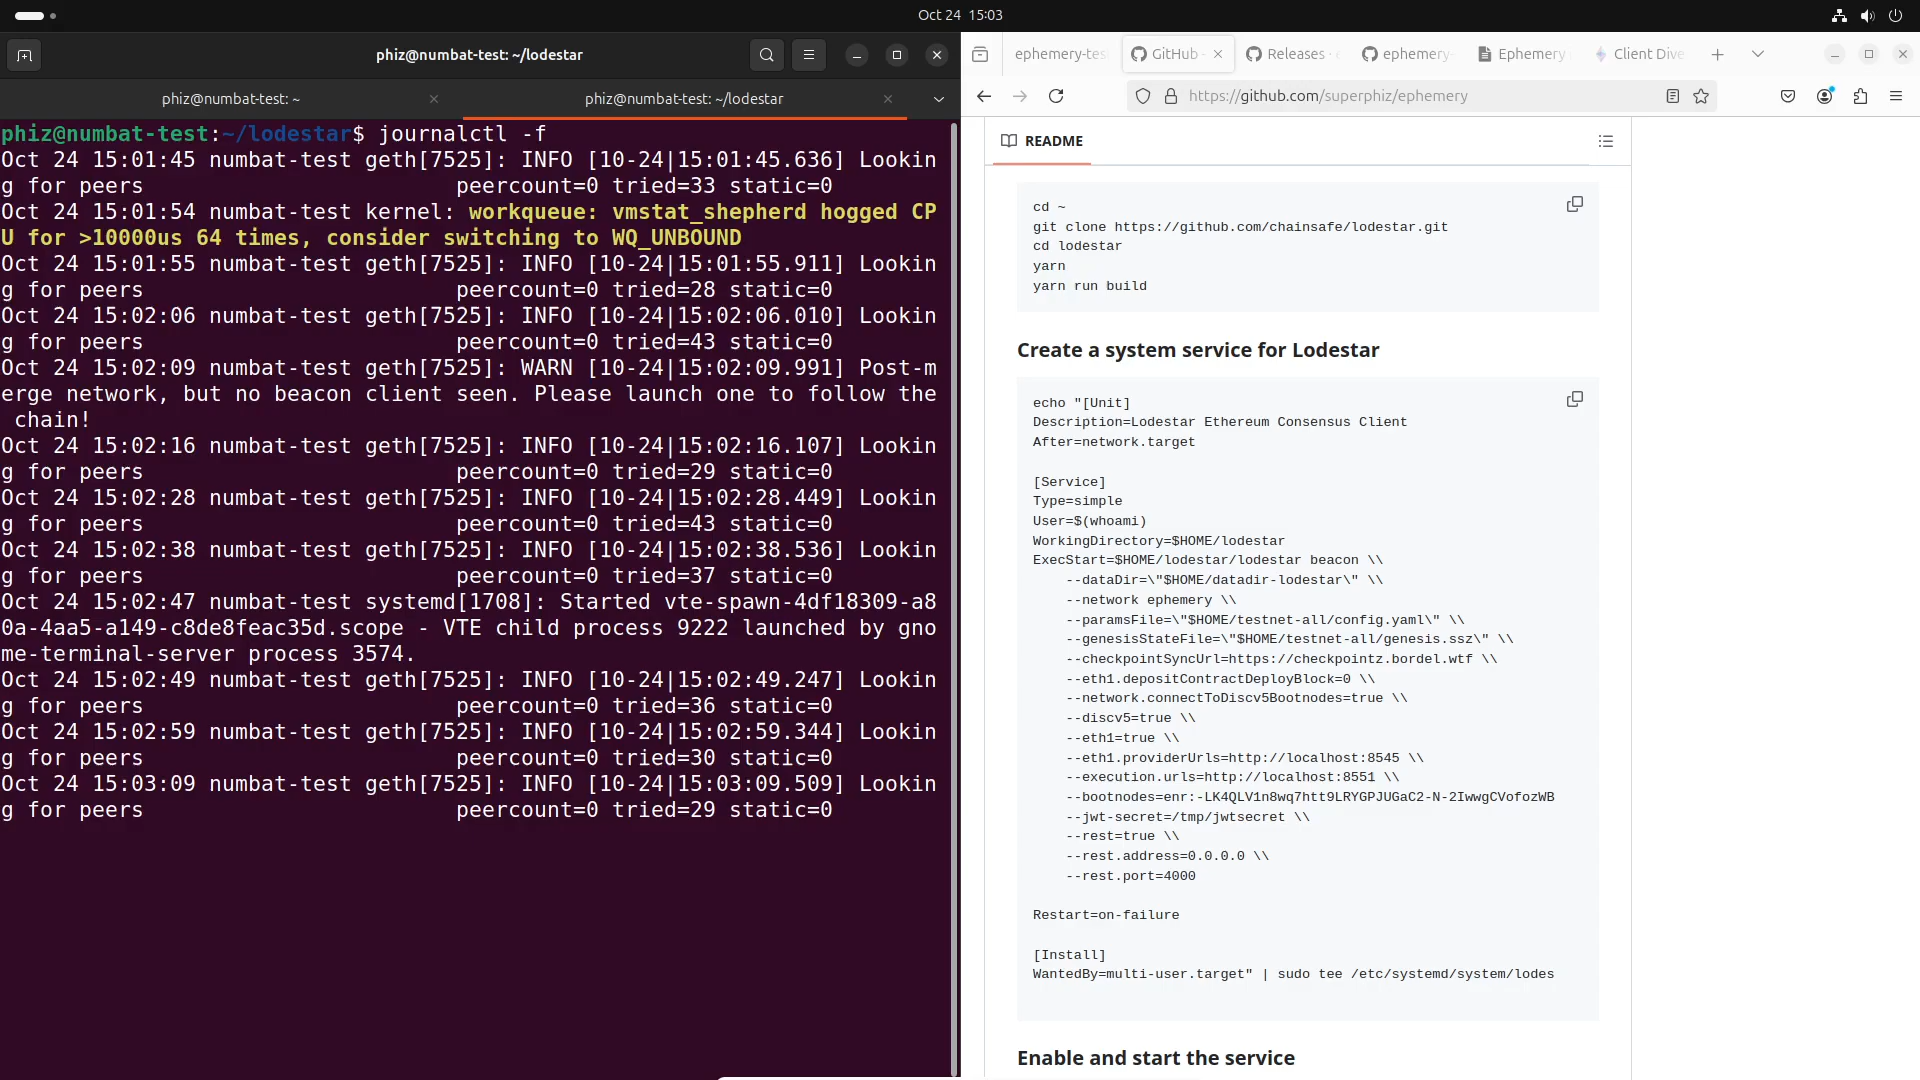 Oct 24 15:03
phiz@numbat-test: ~/lodestar
phiz@numbat-test: ~
phiz@numbat-test: ~/lodestar
phiz@numbat-test:~/lodestar$ journalctl -f
Oct 24 15:01:45 numbat-test geth[7525]: INFO [10-24|15:01:45.636] Lookin
g for peers peercount=0 tried=33 static=0
Oct 24 15:01:54 numbat-test kernel: workqueue: vmstat_shepherd hogged CP
U for >10000us 64 times, consider switching to WQ_UNBOUND
Oct 24 15:01:55 numbat-test geth[7525]: INFO [10-24|15:01:55.911] Lookin
g for peers peercount=0 tried=28 static=0
Oct 24 15:02:06 numbat-test geth[7525]: INFO [10-24|15:02:06.010] Lookin
g for peers peercount=0 tried=43 static=0
Oct 24 15:02:09 numbat-test geth[7525]: WARN [10-24|15:02:09.991] Post-m
erge network, but no beacon client seen. Please launch one to follow the
chain!
Oct 24 15:02:16 numbat-test geth[7525]: INFO [10-24|15:02:16.107] Lookin
g for peers peercount=0 tried=29 static=0
Oct 24 15:02:28 numbat-test geth[7525]: INFO [10-24|15:02:28.449] Lookin
g for peers peercount=0 tried=43 static=0
Oct 24 15:02:38 numbat-test geth[7525]: INFO [10-24|15:02:38.536] Lookin
g for peers peercount=0 tried=37 static=0
Oct 24 15:02:47 numbat-test systemd[1708]: Started vte-spawn-4df18309-a8
0a-4aa5-a149-c8de8feac35d.scope - VTE child process 9222 launched by gno
me-terminal-server process 3574.
Oct 24 15:02:49 numbat-test geth[7525]: INFO [10-24|15:02:49.247] Lookin
g for peers peercount=0 tried=36 static=0
Oct 24 15:02:59 numbat-test geth[7525]: INFO [10-24|15:02:59.344] Lookin
g for peers peercount=0 tried=30 static=0
Oct 24 15:03:09 numbat-test geth[7525]: INFO [10-24|15:03:09.509] Lookin
g for peers peercount=0 tried=29 static=0
ephemery-tes GitHub - Releases · ephemery- Ephemery Client Dive
https://github.com/superphiz/ephemery
README
cd ~
git clone https://github.com/chainsafe/lodestar.git
cd lodestar
yarn
yarn run build
Create a system service for Lodestar
echo "[Unit]
Description=Lodestar Ethereum Consensus Client
After=network.target
[Service]
Type=simple
User=$(whoami)
WorkingDirectory=$HOME/lodestar
ExecStart=$HOME/lodestar/lodestar beacon \\
--dataDir=\"$HOME/datadir-lodestar\" \\
--network ephemery \\
--paramsFile=\"$HOME/testnet-all/config.yaml\" \\
--genesisStateFile=\"$HOME/testnet-all/genesis.ssz\" \\
--checkpointSyncUrl=https://checkpointz.bordel.wtf \\
--eth1.depositContractDeployBlock=0 \\
--network.connectToDiscv5Bootnodes=true \\
--discv5=true \\
--eth1=true \\
--eth1.providerUrls=http://localhost:8545 \\
--execution.urls=http://localhost:8551 \\
--bootnodes=enr:-LK4QLV1n8wq7htt9LRYGPJUGaC2-N-2IwwgCVofozWB
--jwt-secret=/tmp/jwtsecret \\
--rest=true \\
--rest.address=0.0.0.0 \\
--rest.port=4000
Restart=on-failure
[Install]
WantedBy=multi-user.target" | sudo tee /etc/systemd/system/lodes
Enable and start the service